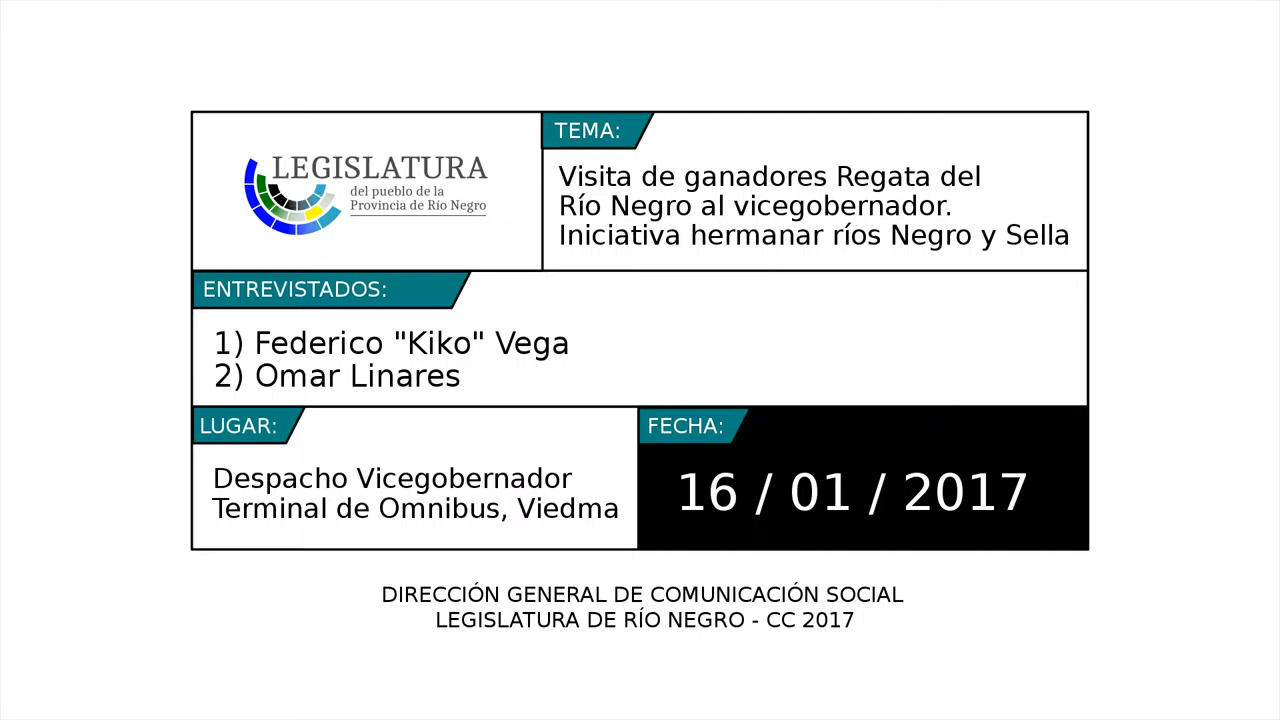 LEGISLATURA
del pueblo de la
Provincia de Río Negro
TEMA:
Visita de ganadores Regata del
Río Negro al vicegobernador.
Iniciativa hermanar ríos Negro y Sella
ENTREVISTADOS:
1) Federico "Kiko" Vega
2) Omar Linares
LUGAR:
Despacho Vicegobernador
Terminal de Omnibus, Viedma
FECHA:
16 / 01 / 2017
DIRECCIÓN GENERAL DE COMUNICACIÓN SOCIAL
LEGISLATURA DE RÍO NEGRO - CC 2017